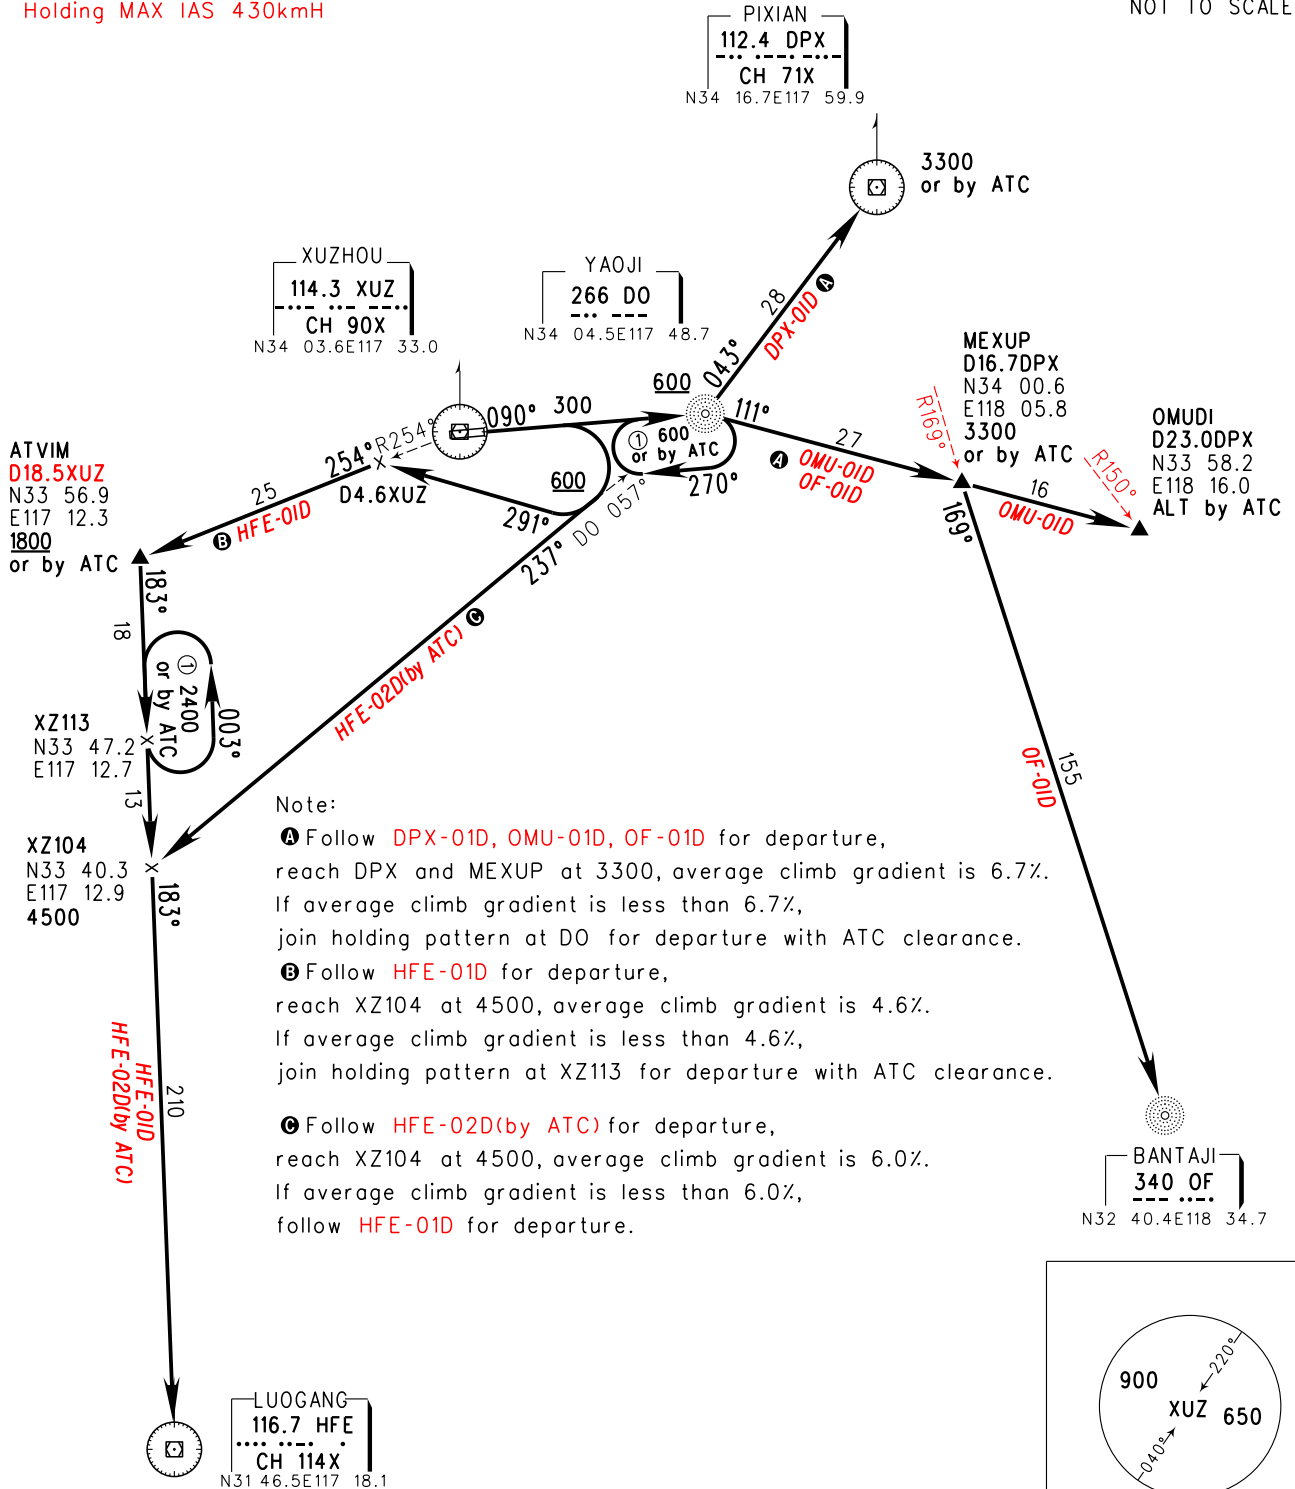 Holding MAX IAS 430kmH
NOT TO SCALE
PIXIAN
112.4 DPX
CH 71X
N34 16.7E117 59.9
3300
or by ATC
XUZHOU
114.3 XUZ
CH 90X
N34 03.6E117 33.0
YAOJI
266 DO
N34 04.5E117 48.7
28
DPX-01D A
043°
600
090°
300
111°
① 600
or by ATC
270°
27
A OMU-01D
OF-01D
MEXUP
D16.7DPX
N34 00.6
E118 05.8
3300
or by ATC
R169°
OMUDI
D23.0DPX
N33 58.2
E118 16.0
ALT by ATC
R150°
16
OMU-01D
169°
ATVIM
D18.5XUZ
N33 56.9
E117 12.3
1800
or by ATC
254°
R254°
D4.6XUZ
25
B HFE-01D
600
291°
237°
DO 057°
183°
18
① 2400
or by ATC
003°
HFE-02D(by ATC) C
XZ113
N33 47.2
E117 12.7
13
XZ104
N33 40.3
E117 12.9
4500
183°
OF-01D
155
Note:
A Follow DPX-01D, OMU-01D, OF-01D for departure,
reach DPX and MEXUP at 3300, average climb gradient is 6.7%.
If average climb gradient is less than 6.7%,
join holding pattern at DO for departure with ATC clearance.
B Follow HFE-01D for departure,
reach XZ104 at 4500, average climb gradient is 4.6%.
If average climb gradient is less than 4.6%,
join holding pattern at XZ113 for departure with ATC clearance.
C Follow HFE-02D(by ATC) for departure,
reach XZ104 at 4500, average climb gradient is 6.0%.
If average climb gradient is less than 6.0%,
follow HFE-01D for departure.
HFE-01D
HFE-02D(by ATC)
210
BANTAJI
340 OF
N32 40.4E118 34.7
LUOGANG
116.7 HFE
CH 114X
N31 46.5E117 18.1
220°
900
XUZ 650
040°